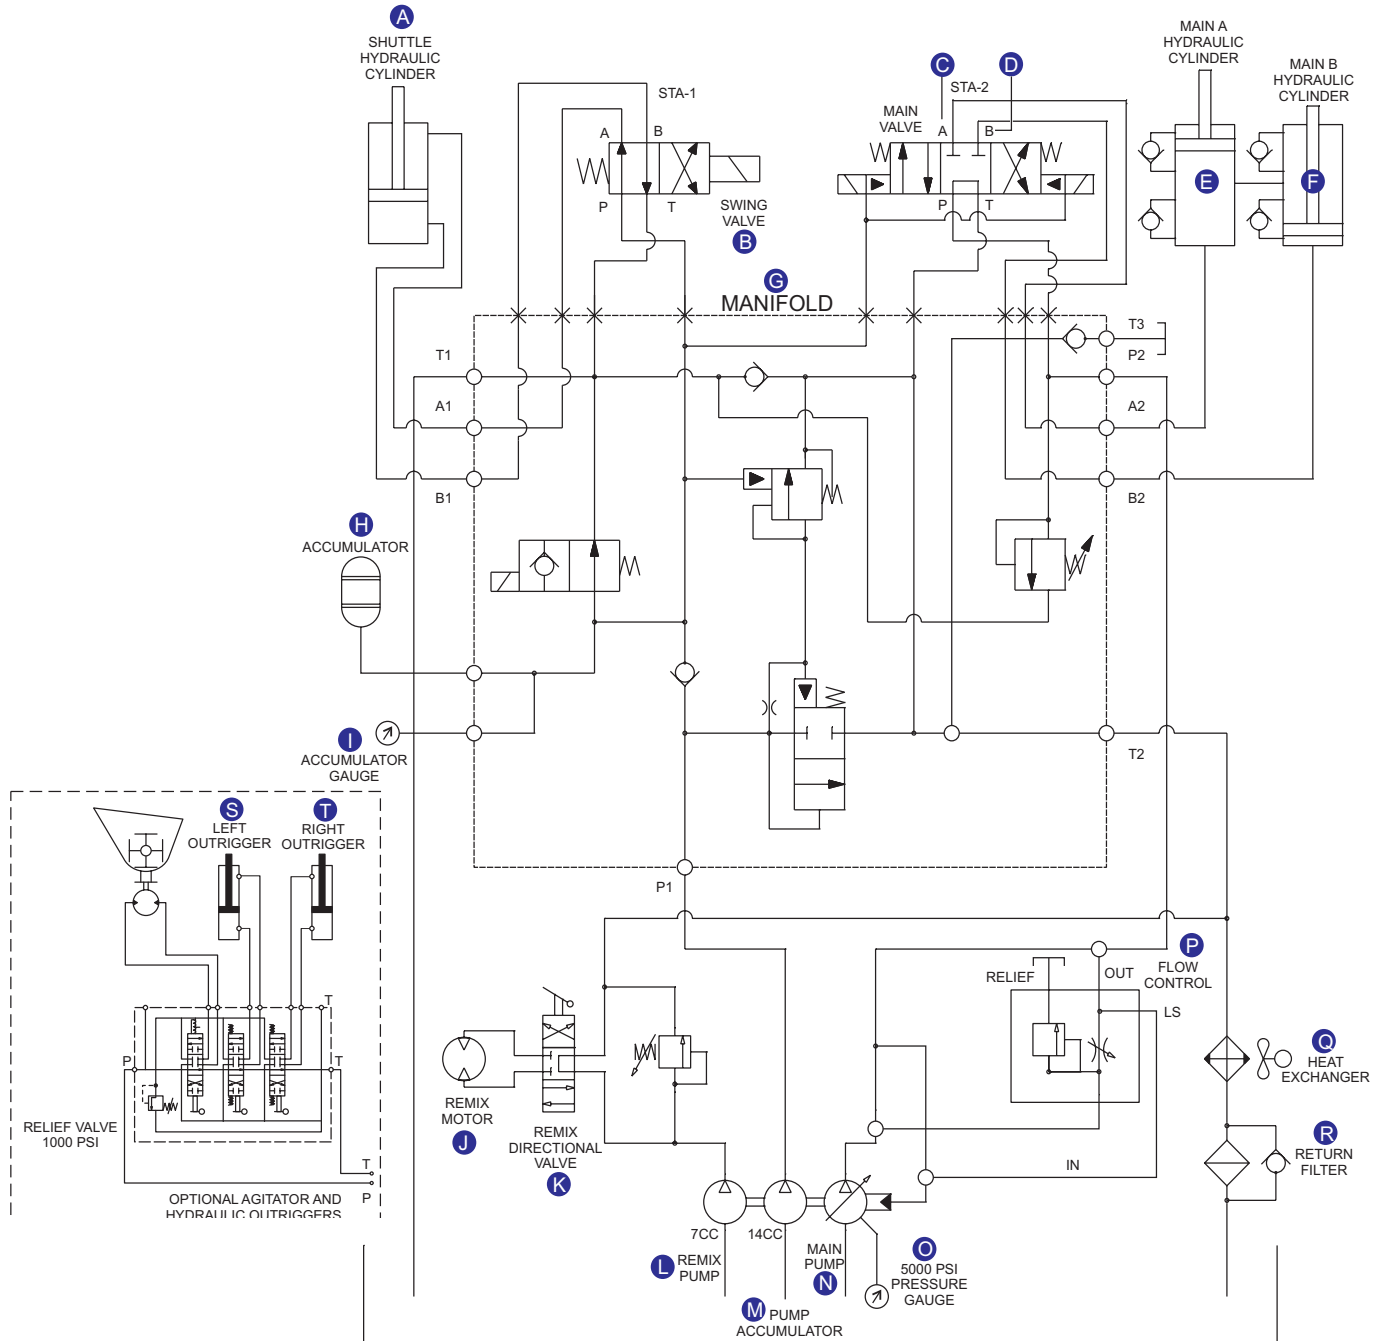 A
SHUTTLE
HYDRAULIC
CYLINDER
STA-1
A
B
P
T
SWING
VALVE
B
C
D
STA-2
MAIN
VALVE
A
B
P
T
MAIN A
HYDRAULIC
CYLINDER
MAIN B
HYDRAULIC
CYLINDER
E
F
G
MANIFOLD
T1
A1
B1
T3
P2
A2
B2
H
ACCUMULATOR
I
ACCUMULATOR
GAUGE
T2
P1
S
LEFT
OUTRIGGER
T
RIGHT
OUTRIGGER
T
P
T
RELIEF VALVE
1000 PSI
T
P
OPTIONAL AGITATOR AND
HYDRAULIC OUTRIGGERS
REMIX
MOTOR
J
REMIX
DIRECTIONAL
VALVE
K
RELIEF
OUT
P
FLOW
CONTROL
LS
IN
Q
HEAT
EXCHANGER
R
RETURN
FILTER
7CC
14CC
L
REMIX
PUMP
M
PUMP
ACCUMULATOR
MAIN
PUMP
N
O
5000 PSI
PRESSURE
GAUGE